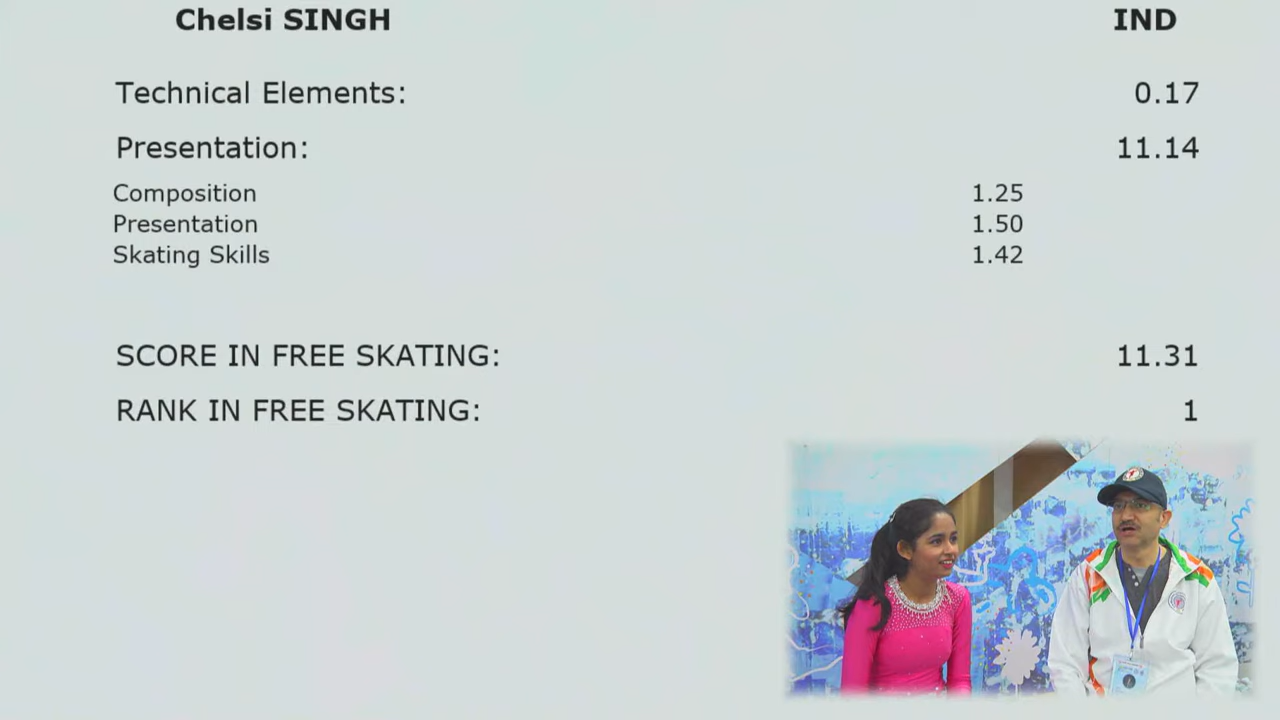 Chelsi SINGH IND
Technical Elements: 0.17
Presentation: 11.14
Composition 1.25
Presentation 1.50
Skating Skills 1.42
SCORE IN FREE SKATING: 11.31
RANK IN FREE SKATING: 1